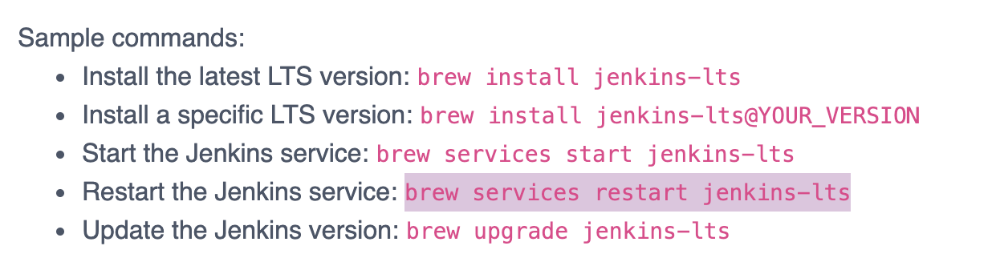 Sample commands:
• Install the latest LTS version: brew install jenkins-lts
• Install a specific LTS version: brew install jenkins-lts@YOUR_VERSION
• Start the Jenkins service: brew services start jenkins-lts
• Restart the Jenkins service: brew services restart jenkins-lts
• Update the Jenkins version: brew upgrade jenkins-lts